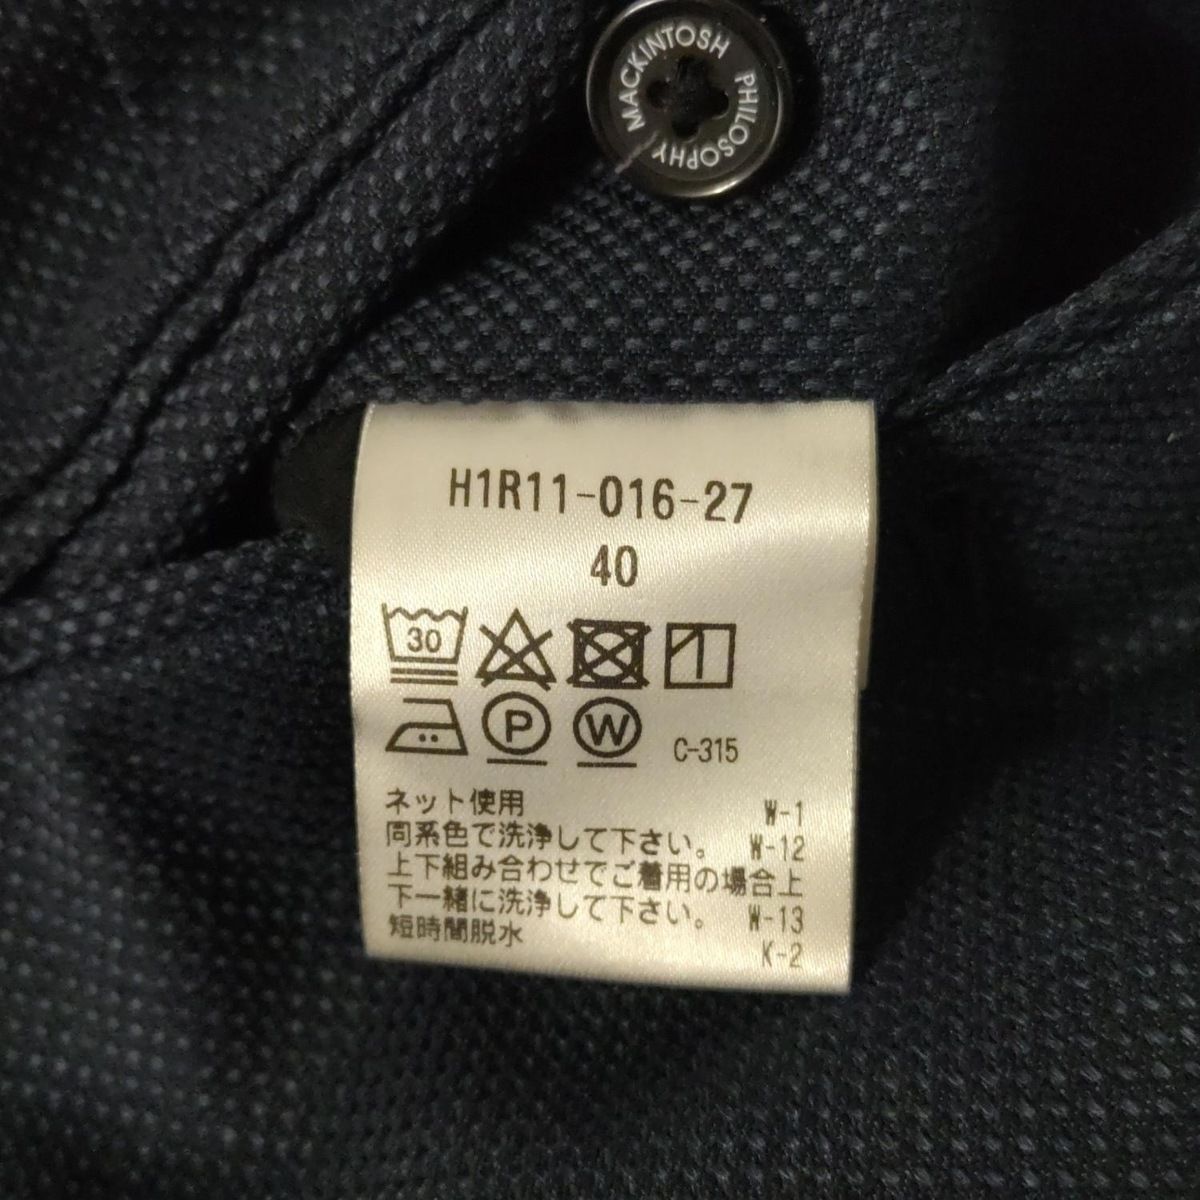 MACKINTOSH PHILOSOPHY
H1R11-016-27
40
30
P W C-315
ネット使用 W-1
同系色で洗浄して下さい。 W-12
上下組み合わせでご着用の場合上
下一緒に洗浄して下さい。 W-13
短時間脱水 K-2